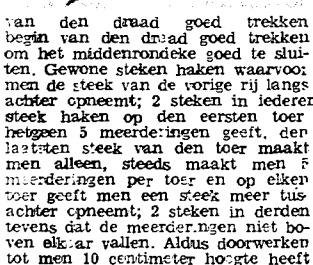 van den draad goed trekken
begin van den draad goed trekken
om het middenrondeke goed te slui-
ten. Gewone steken haken waarvoor
men de steek van de vorige rij langs
achter opneemt; 2 steken in iederer
steek haken op den eersten toer
hetgeen 5 meerderingen geeft, den
laatsten steek van den toer maakt
men alleen, steeds maakt men 5
meerderingen per toer en op elken
toer geeft men een steek meer tus-
achter opneemt; 2 steken in derden
tevens dat de meerderingen niet bo-
ven elkaar vallen. Aldus doorwerken
tot men 10 centimeter hoogte heeft